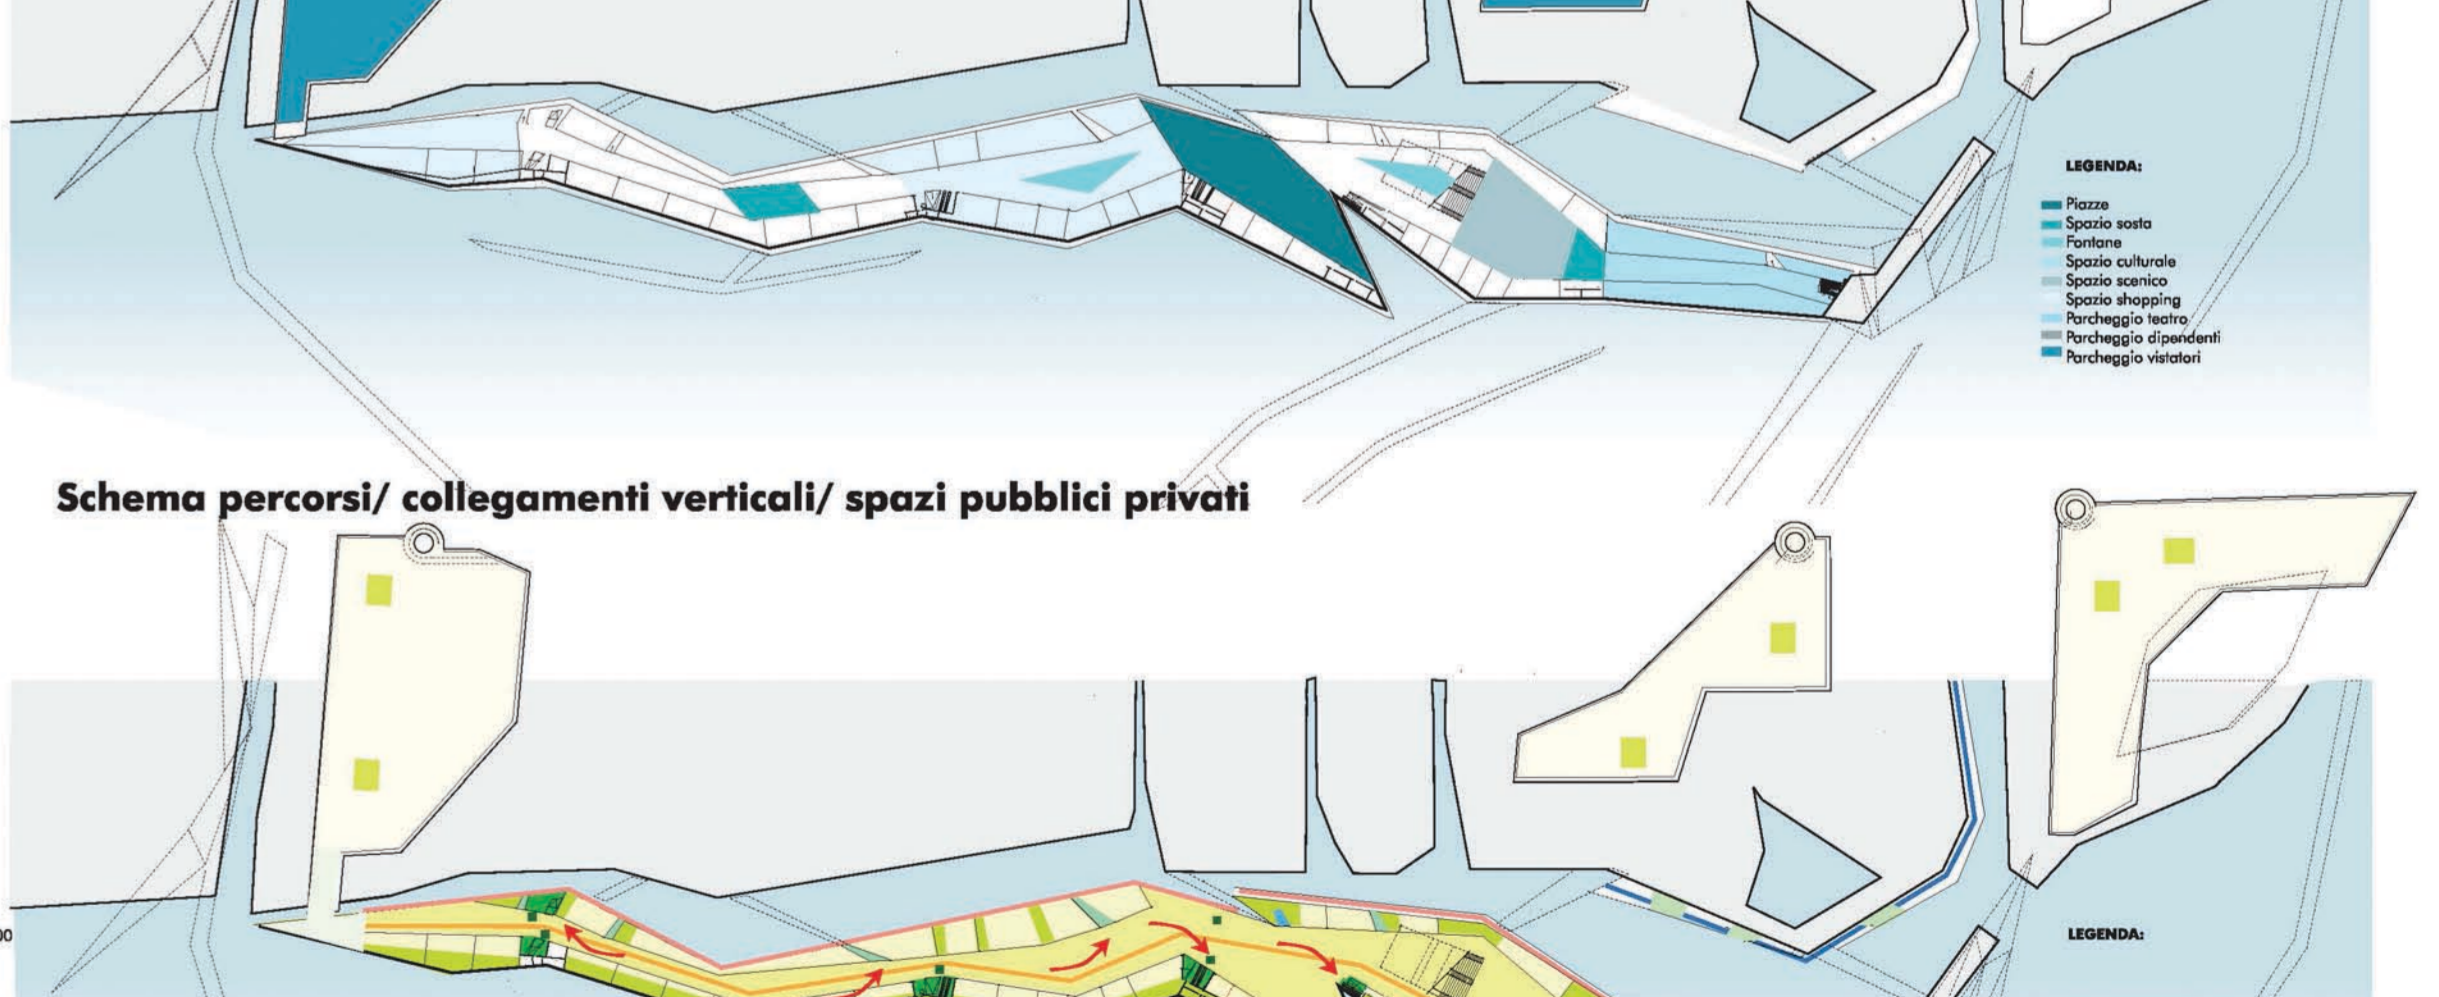 LEGENDA:
Piazze
Spazio sosta
Fontane
Spazio culturale
Spazio scenico
Spazio shopping
Parcheggio teatro
Parcheggio dipendenti
Parcheggio vistatori
Schema percorsi/ collegamenti verticali/ spazi pubblici privati
00
LEGENDA: